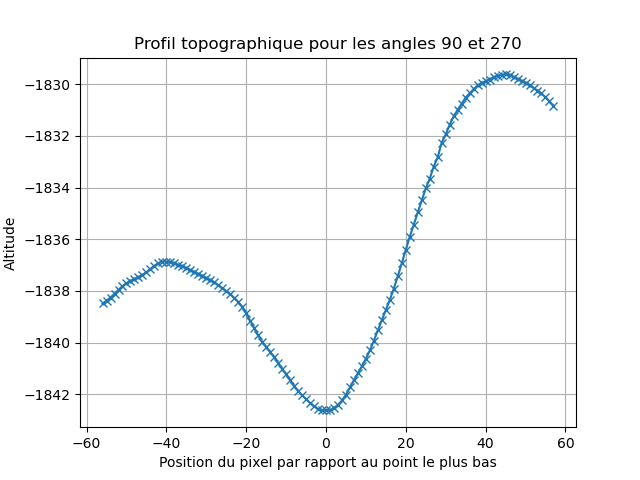 Profil topographique pour les angles 90 et 270
−1830
−1832
−1834
−1836
−1838
−1840
−1842
Altitude
−60 −40 −20 0 20 40 60
Position du pixel par rapport au point le plus bas